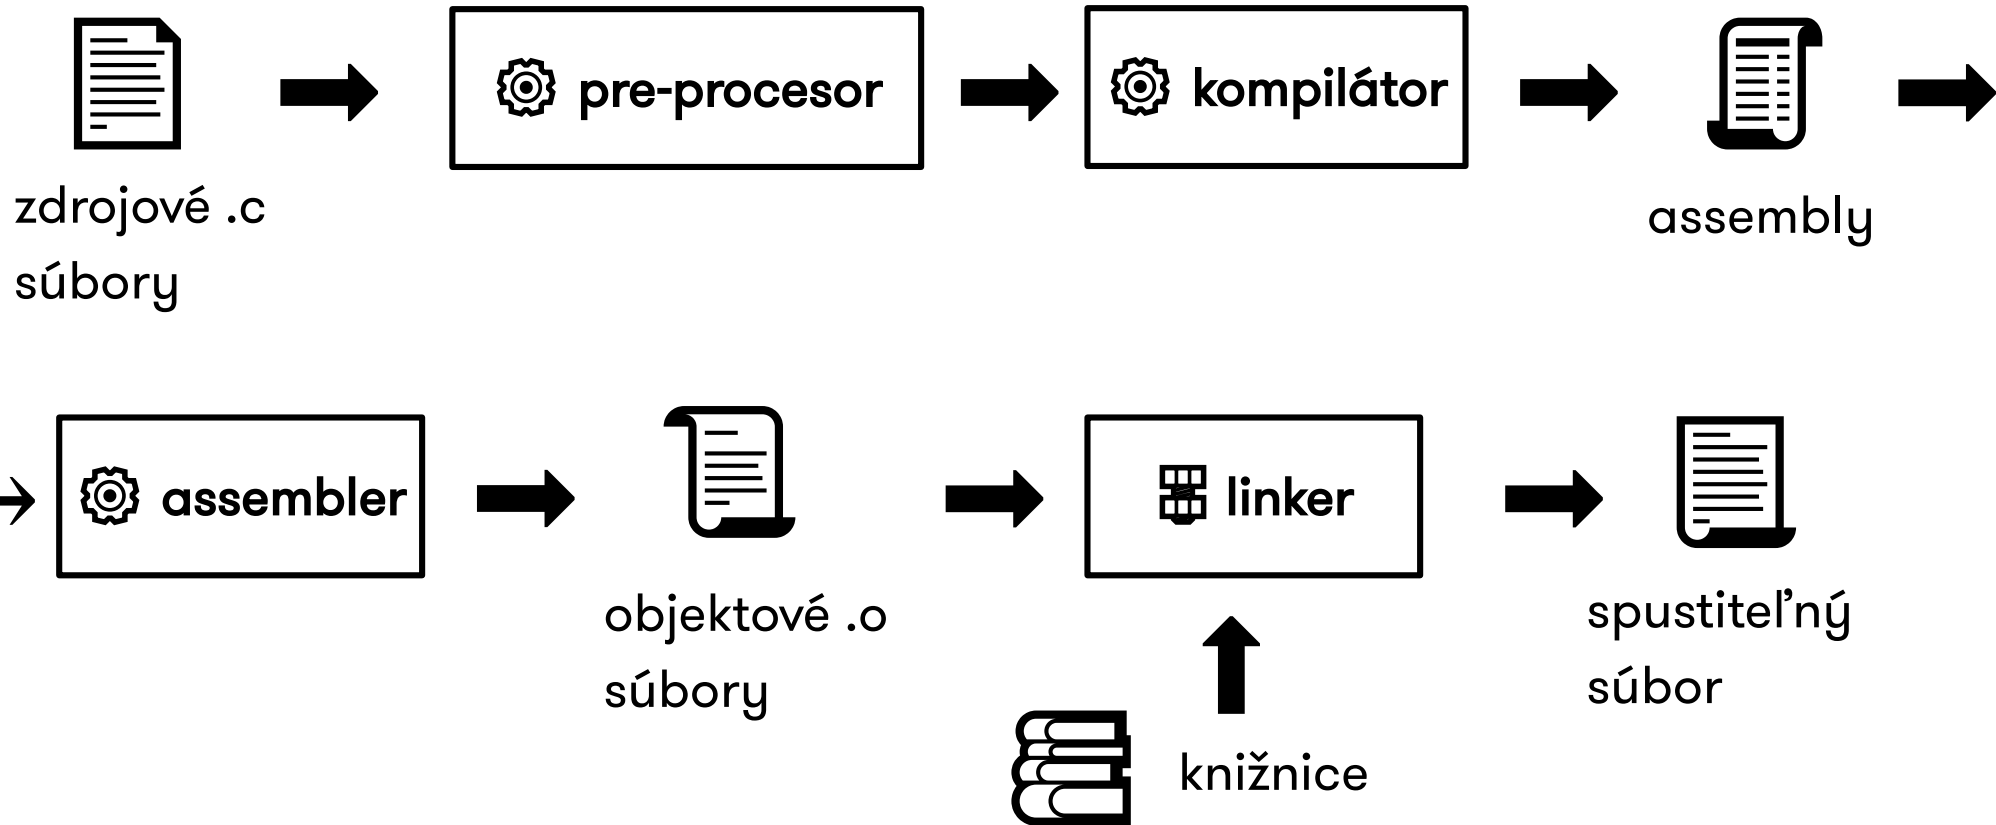 pre-procesor
kompilátor
zdrojové .c
súbory
assembly
assembler
linker
objektové .o
súbory
spustiteľný
súbor
knižnice